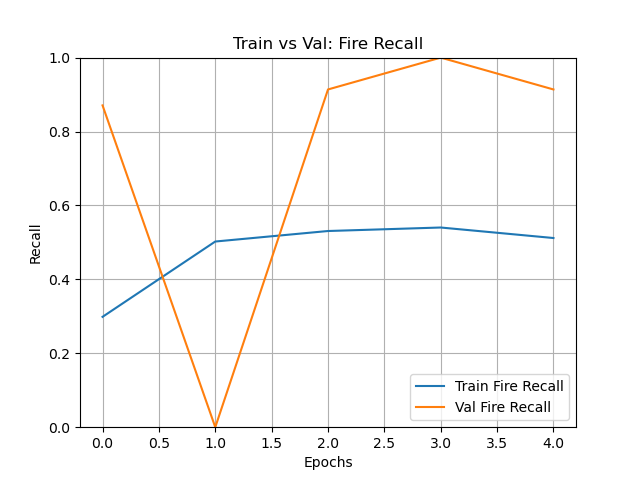 Train vs Val: Fire Recall
1.0
0.8
0.6
0.4
0.2
0.0
Recall
0.0 0.5 1.0 1.5 2.0 2.5 3.0 3.5 4.0
Epochs
Train Fire Recall
Val Fire Recall